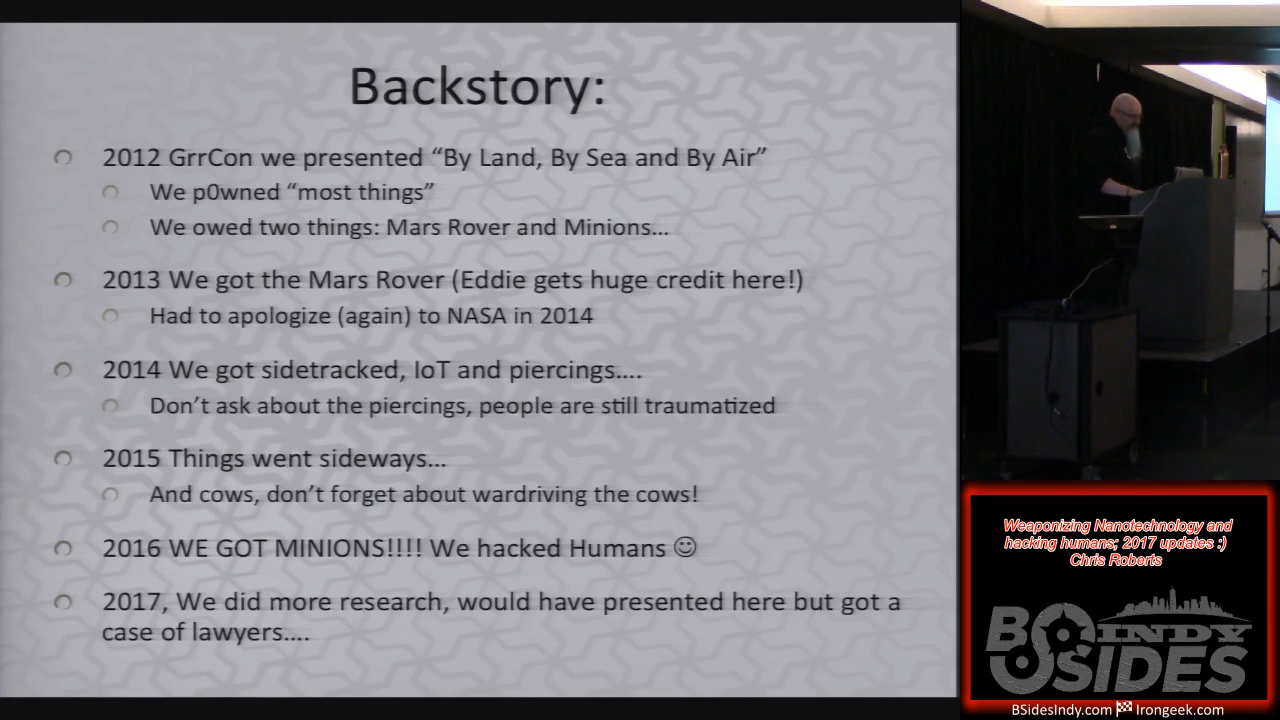 Backstory:
2012 GrrCon we presented “By Land, By Sea and By Air”
We p0wned “most things”
We owed two things: Mars Rover and Minions...
2013 We got the Mars Rover (Eddie gets huge credit here!)
Had to apologize (again) to NASA in 2014
2014 We got sidetracked, IoT and piercings....
Don’t ask about the piercings, people are still traumatized
2015 Things went sideways...
And cows, don’t forget about wardriving the cows!
2016 WE GOT MINIONS!!!! We hacked Humans ☺
2017, We did more research, would have presented here but got a
case of lawyers....
Weaponizing Nanotechnology and
hacking humans; 2017 updates :)
Chris Roberts
BSIDES
INDY
BSidesIndy.com Irongeek.com